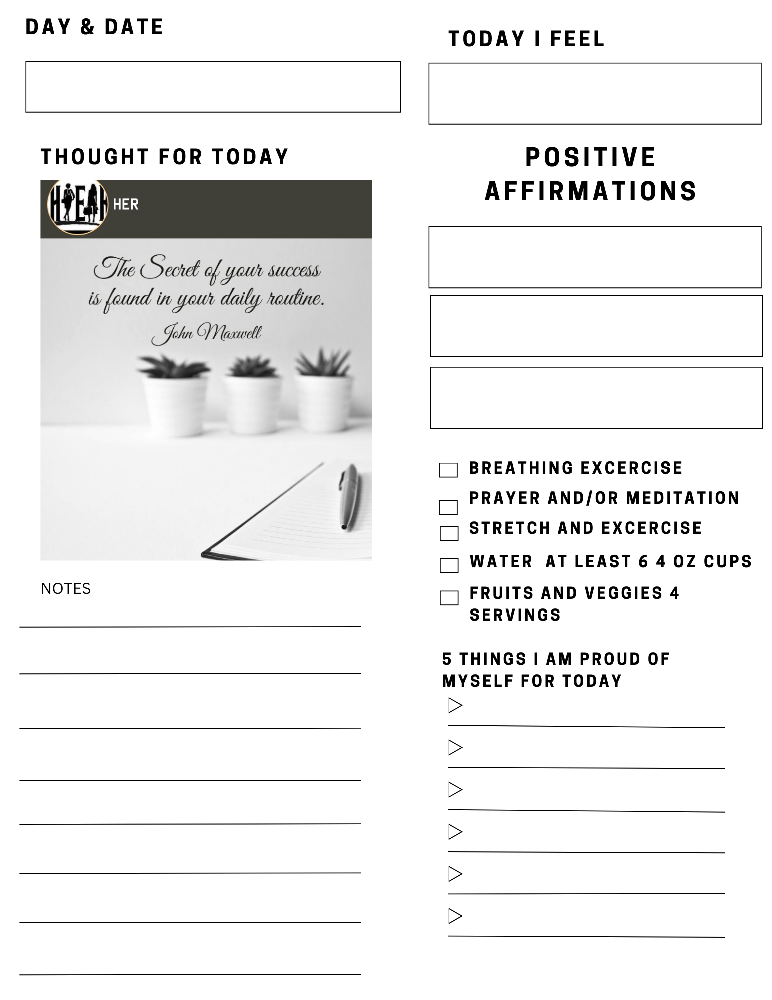 DAY & DATE
THOUGHT FOR TODAY
HER
The Secret of your success
is found in your daily routine.
John Maxwell
NOTES
TODAY I FEEL
POSITIVE
AFFIRMATIONS
BREATHING EXCERCISE
PRAYER AND/OR MEDITATION
STRETCH AND EXCERCISE
WATER  AT LEAST 6 4 OZ CUPS
FRUITS AND VEGGIES 4
SERVINGS
5 THINGS I AM PROUD OF
MYSELF FOR TODAY